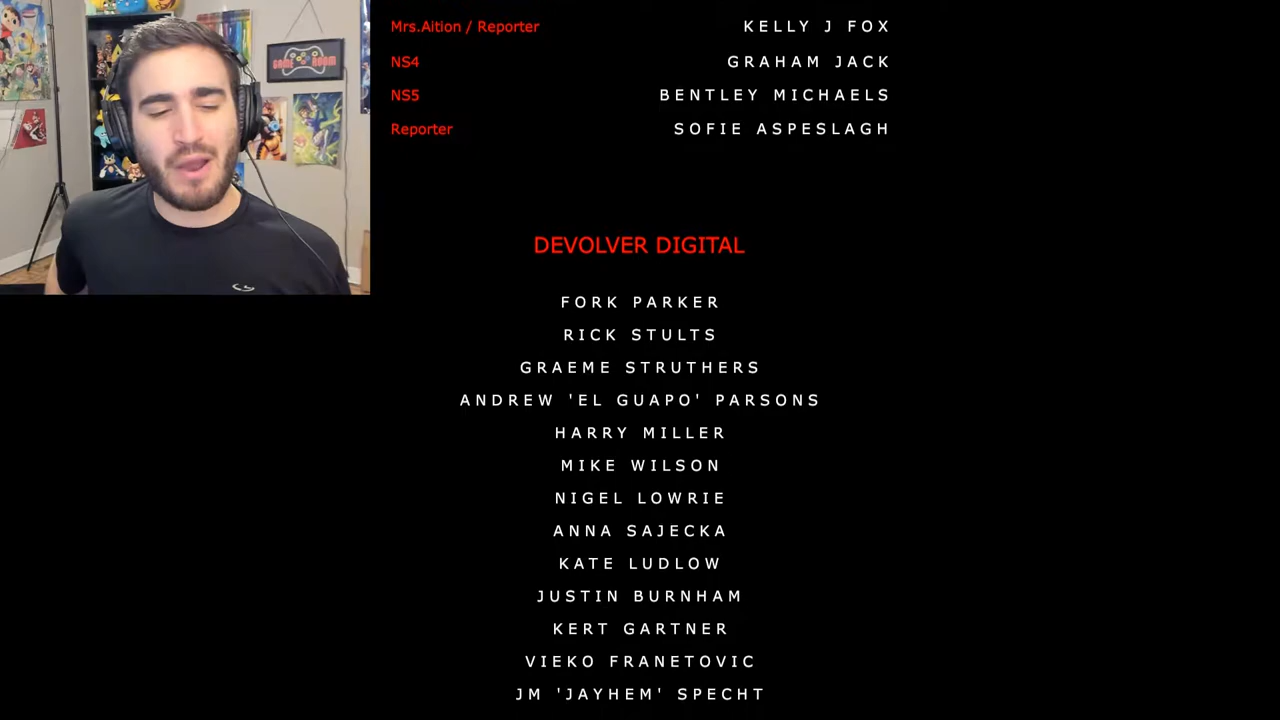 GAME ROOM
Mrs.Aition / Reporter KELLY J FOX
NS4 GRAHAM JACK
NS5 BENTLEY MICHAELS
Reporter SOFIE ASPESLAGH
DEVOLVER DIGITAL
FORK PARKER
RICK STULTS
GRAEME STRUTHERS
ANDREW 'EL GUAPO' PARSONS
HARRY MILLER
MIKE WILSON
NIGEL LOWRIE
ANNA SAJECKA
KATE LUDLOW
JUSTIN BURNHAM
KERT GARTNER
VIEKO FRANETOVIC
JM 'JAYHEM' SPECHT